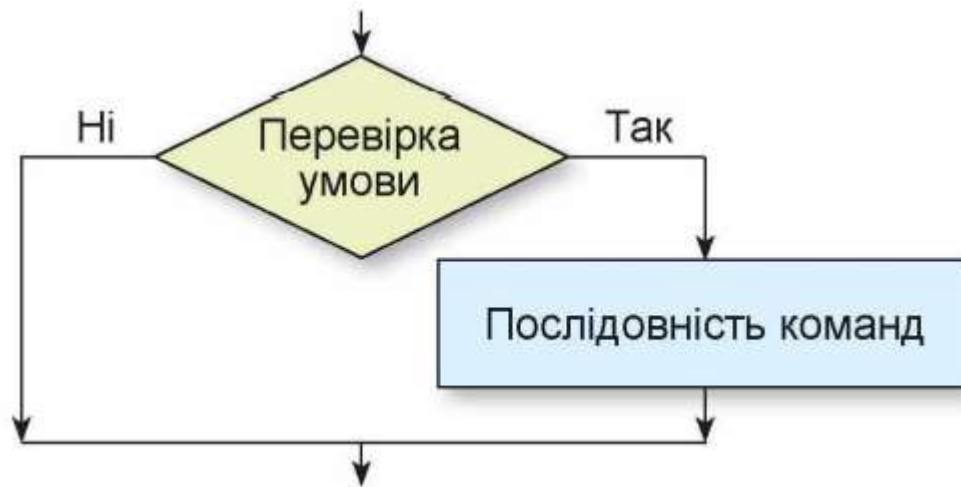 Ні
Перевірка
умови
Так
Послідовність команд